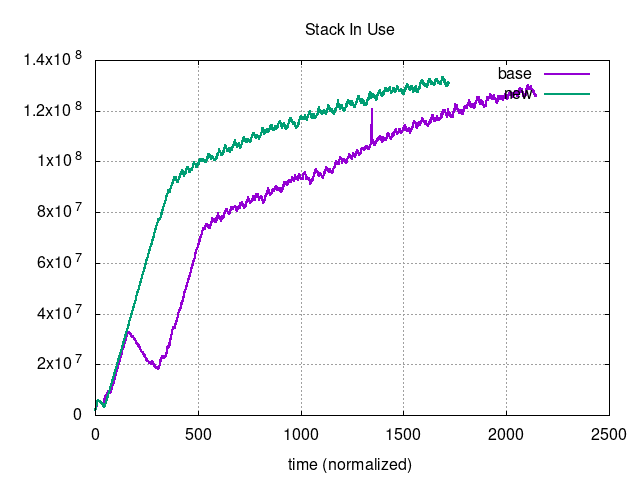 Stack In Use
1.4x10^8
1.2x10^8
1x10^8
8x10^7
6x10^7
4x10^7
2x10^7
0
base
new
0 500 1000 1500 2000 2500
time (normalized)